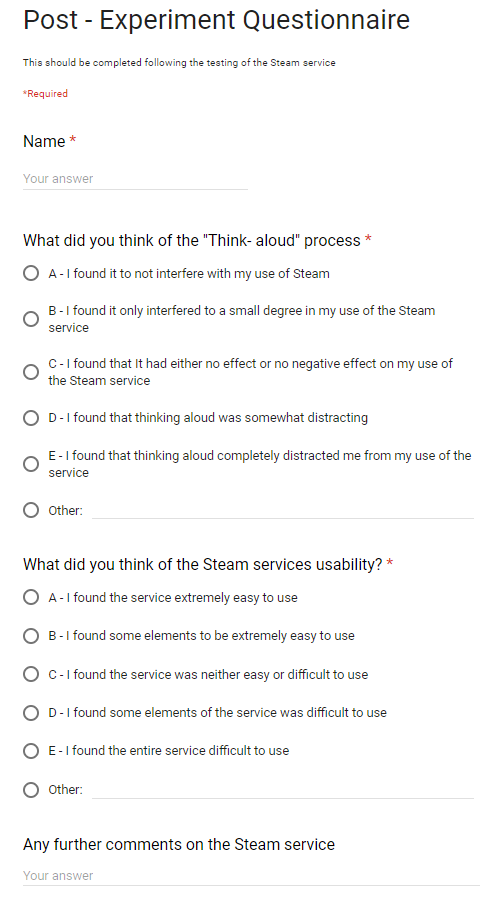 Post - Experiment Questionnaire
This should be completed following the testing of the Steam service
*Required
Name *
Your answer
What did you think of the "Think- aloud" process *
A - I found it to not interfere with my use of Steam
B - I found it only interfered to a small degree in my use of the Steam
service
C - I found that It had either no effect or no negative effect on my use of
the Steam service
D - I found that thinking aloud was somewhat distracting
E - I found that thinking aloud completely distracted me from my use of the
service
Other:
What did you think of the Steam services usability? *
A - I found the service extremely easy to use
B - I found some elements to be extremely easy to use
C - I found the service was neither easy or difficult to use
D - I found some elements of the service was difficult to use
E - I found the entire service difficult to use
Other:
Any further comments on the Steam service
Your answer